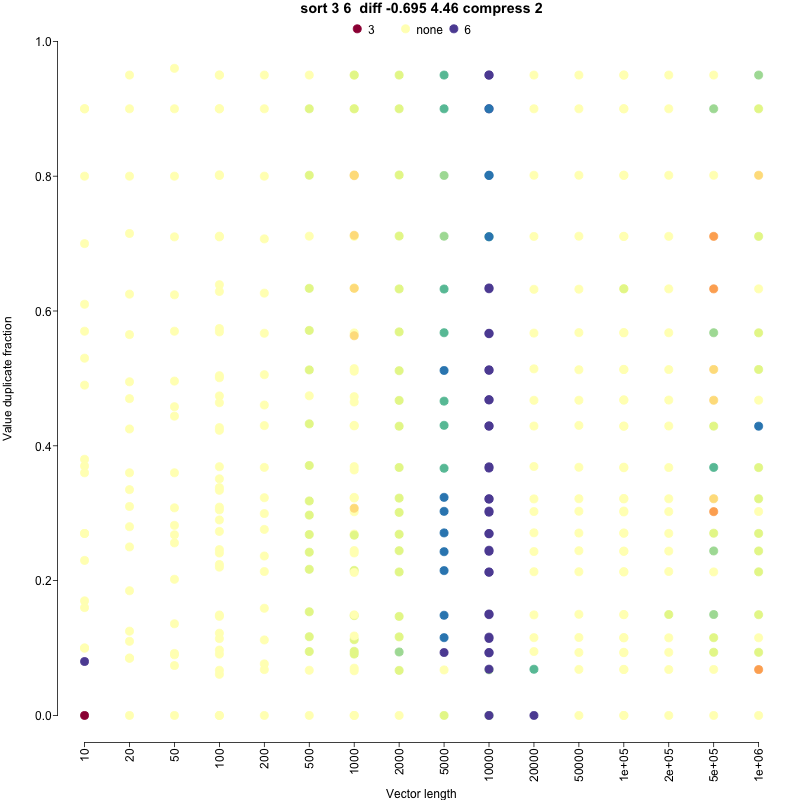 sort 3 6  diff -0.695 4.46 compress 2
3 none 6
1.0
0.8
0.6
0.4
0.2
0.0
Value duplicate fraction
10 20 50 100 200 500 1000 2000 5000 10000 20000 50000 1e+05 2e+05 5e+05 1e+06
Vector length